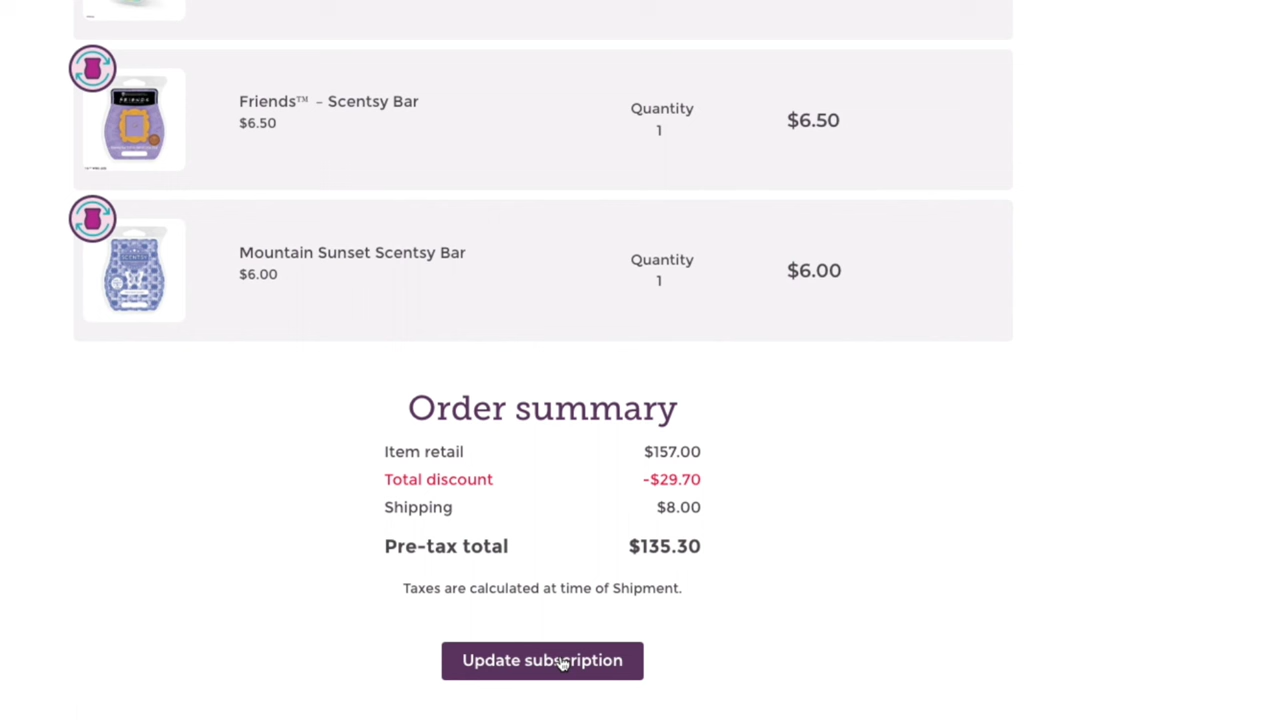 Friends™ – Scentsy Bar
$6.50
Quantity
1
$6.50
FRIENDS
Mountain Sunset Scentsy Bar
$6.00
Quantity
1
$6.00
SCENTSY
Order summary
Item retail $157.00
Total discount -$29.70
Shipping $8.00
Pre-tax total $135.30
Taxes are calculated at time of Shipment.
Update subscription